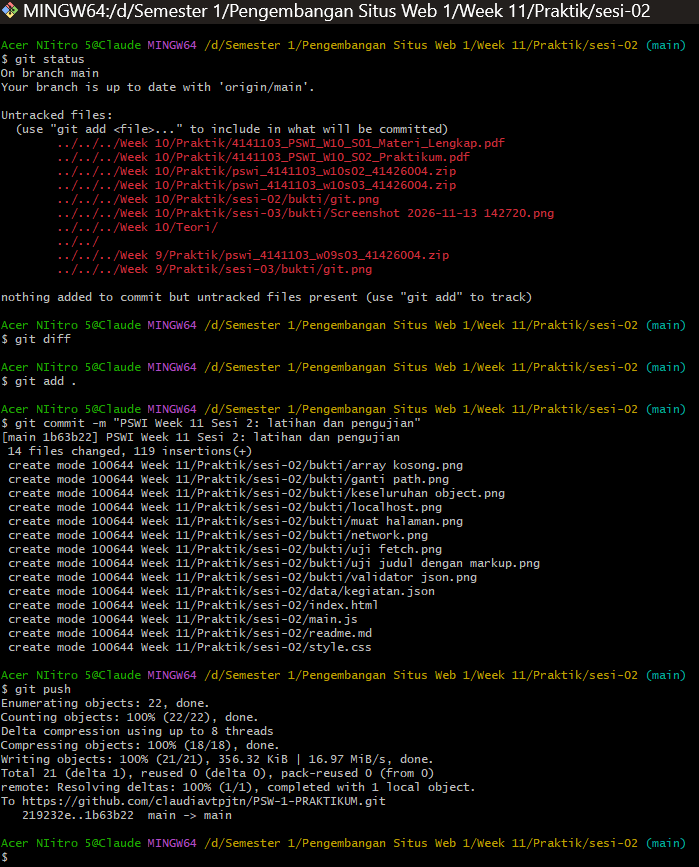 MINGW64:/d/Semester 1/Pengembangan Situs Web 1/Week 11/Praktik/sesi-02
Acer NIitro 5@Claude MINGW64 /d/Semester 1/Pengembangan Situs Web 1/Week 11/Praktik/sesi-02 (main)
$ git status
On branch main
Your branch is up to date with 'origin/main'.
Untracked files:
(use "git add <file>..." to include in what will be committed)
../../../Week 10/Praktik/4141103_PSWI_W10_S01_Materi_Lengkap.pdf
../../../Week 10/Praktik/4141103_PSWI_W10_S02_Praktikum.pdf
../../../Week 10/Praktik/pswi_4141103_w10s02_41426004.zip
../../../Week 10/Praktik/pswi_4141103_w10s03_41426004.zip
../../../Week 10/Praktik/sesi-02/bukti/git.png
../../../Week 10/Praktik/sesi-03/bukti/Screenshot 2026-11-13 142720.png
../../../Week 10/Teori/
../../
../../../Week 9/Praktik/pswi_4141103_w09s03_41426004.zip
../../../Week 9/Praktik/sesi-03/bukti/git.png
nothing added to commit but untracked files present (use "git add" to track)
Acer NIitro 5@Claude MINGW64 /d/Semester 1/Pengembangan Situs Web 1/Week 11/Praktik/sesi-02 (main)
$ git diff
Acer NIitro 5@Claude MINGW64 /d/Semester 1/Pengembangan Situs Web 1/Week 11/Praktik/sesi-02 (main)
$ git add .
Acer NIitro 5@Claude MINGW64 /d/Semester 1/Pengembangan Situs Web 1/Week 11/Praktik/sesi-02 (main)
$ git commit -m "PSWI Week 11 Sesi 2: latihan dan pengujian"
[main 1b63b22] PSWI Week 11 Sesi 2: latihan dan pengujian
14 files changed, 119 insertions(+)
create mode 100644 Week 11/Praktik/sesi-02/bukti/array kosong.png
create mode 100644 Week 11/Praktik/sesi-02/bukti/ganti path.png
create mode 100644 Week 11/Praktik/sesi-02/bukti/keseluruhan object.png
create mode 100644 Week 11/Praktik/sesi-02/bukti/localhost.png
create mode 100644 Week 11/Praktik/sesi-02/bukti/muat halaman.png
create mode 100644 Week 11/Praktik/sesi-02/bukti/network.png
create mode 100644 Week 11/Praktik/sesi-02/bukti/uji fetch.png
create mode 100644 Week 11/Praktik/sesi-02/bukti/uji judul dengan markup.png
create mode 100644 Week 11/Praktik/sesi-02/bukti/validator json.png
create mode 100644 Week 11/Praktik/sesi-02/data/kegiatan.json
create mode 100644 Week 11/Praktik/sesi-02/index.html
create mode 100644 Week 11/Praktik/sesi-02/main.js
create mode 100644 Week 11/Praktik/sesi-02/readme.md
create mode 100644 Week 11/Praktik/sesi-02/style.css
Acer NIitro 5@Claude MINGW64 /d/Semester 1/Pengembangan Situs Web 1/Week 11/Praktik/sesi-02 (main)
$ git push
Enumerating objects: 22, done.
Counting objects: 100% (22/22), done.
Delta compression using up to 8 threads
Compressing objects: 100% (18/18), done.
Writing objects: 100% (21/21), 356.32 KiB | 16.97 MiB/s, done.
Total 21 (delta 1), reused 0 (delta 0), pack-reused 0 (from 0)
remote: Resolving deltas: 100% (1/1), completed with 1 local object.
To https://github.com/claudiavtpjtn/PSW-1-PRAKTIKUM.git
219232e..1b63b22 main -> main
Acer NIitro 5@Claude MINGW64 /d/Semester 1/Pengembangan Situs Web 1/Week 11/Praktik/sesi-02 (main)
$